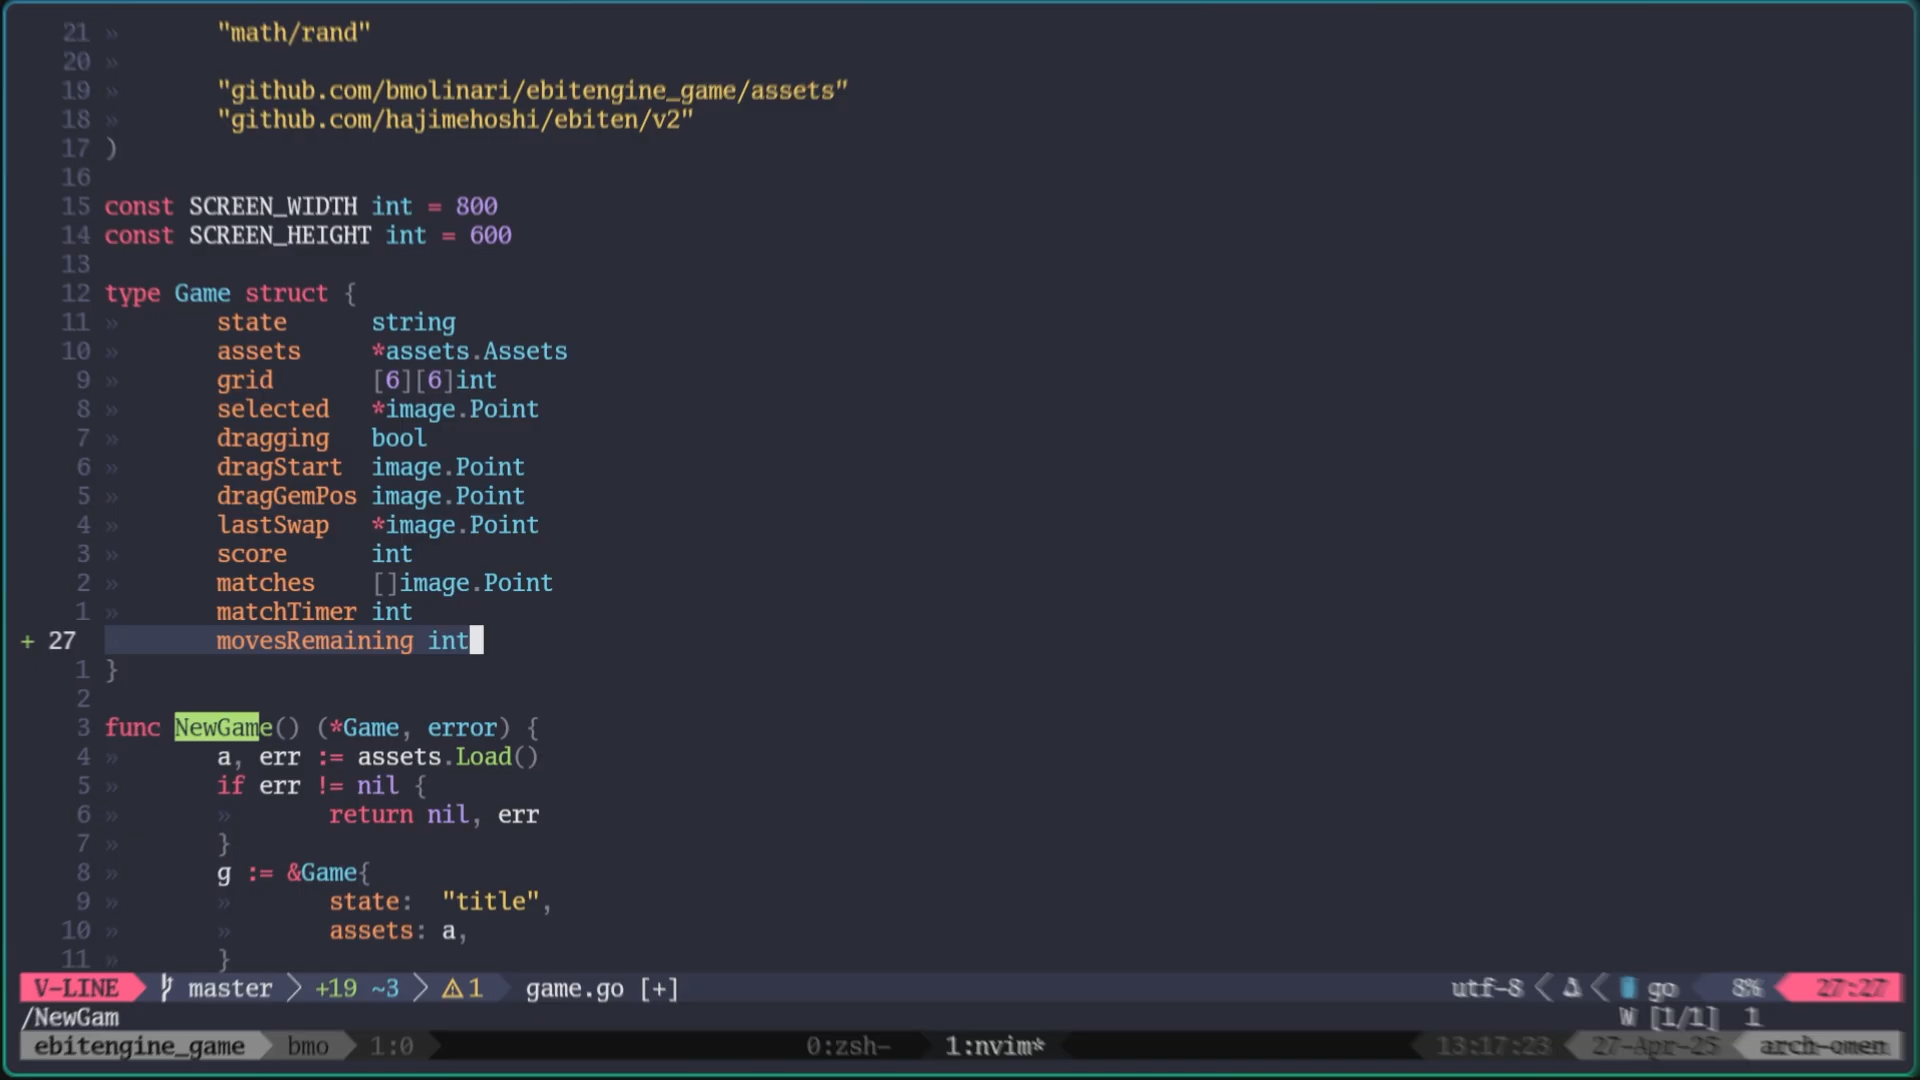 21 »       "math/rand"
20 »
19 »       "github.com/bmolinari/ebitengine_game/assets"
18 »       "github.com/hajimehoshi/ebiten/v2"
17 )
16
15 const SCREEN_WIDTH int = 800
14 const SCREEN_HEIGHT int = 600
13
12 type Game struct {
11 »       state      string
10 »       assets     *assets.Assets
9 »       grid       [6][6]int
8 »       selected   *image.Point
7 »       dragging   bool
6 »       dragStart  image.Point
5 »       dragGemPos image.Point
4 »       lastSwap   *image.Point
3 »       score      int
2 »       matches    []image.Point
1 »       matchTimer int
+ 27 »       movesRemaining int
1 }
2
3 func NewGame() (*Game, error) {
4 »       a, err := assets.Load()
5 »       if err != nil {
6 »       »       return nil, err
7 »       }
8 »       g := &Game{
9 »       »       state:  "title",
10 »       »       assets: a,
11 »       }
V-LINE master +19 ~3 ⚠1 game.go [+] utf-8 go 8% 27:27
/NewGam W [1/1] 1
ebitengine_game bmo 1:0 0:zsh- 1:nvim* 13:17:23 27-Apr-25 arch-omen